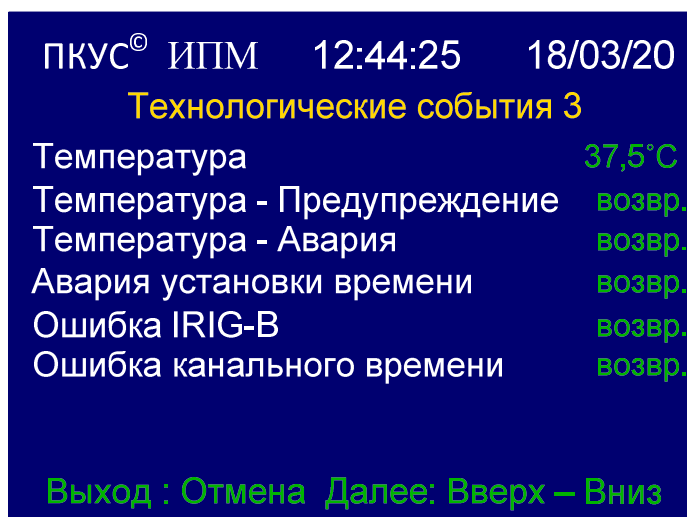 ПКУС© ИПМ 12:44:25 18/03/20
Технологические события 3
Температура 37,5°C
Температура - Предупреждение возвр.
Температура - Авария возвр.
Авария установки времени возвр.
Ошибка IRIG-B возвр.
Ошибка канального времени возвр.
Выход : Отмена Далее: Вверх – Вниз